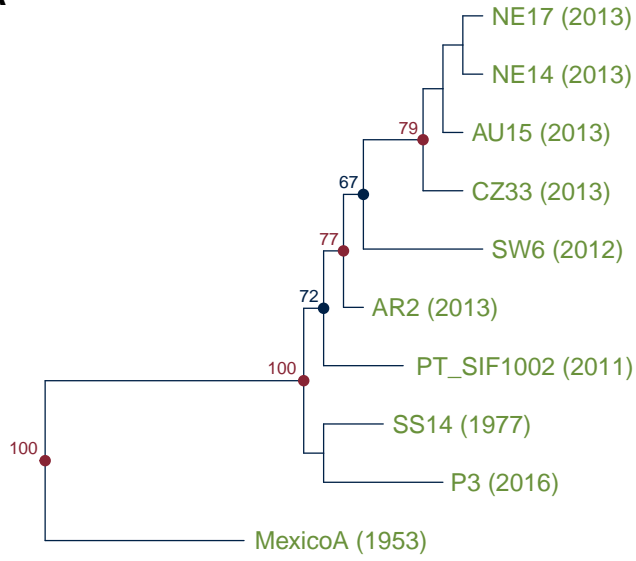 NE17 (2013)
NE14 (2013)
79
AU15 (2013)
67
CZ33 (2013)
77
SW6 (2012)
72
AR2 (2013)
100
PT_SIF1002 (2011)
SS14 (1977)
100
P3 (2016)
MexicoA (1953)